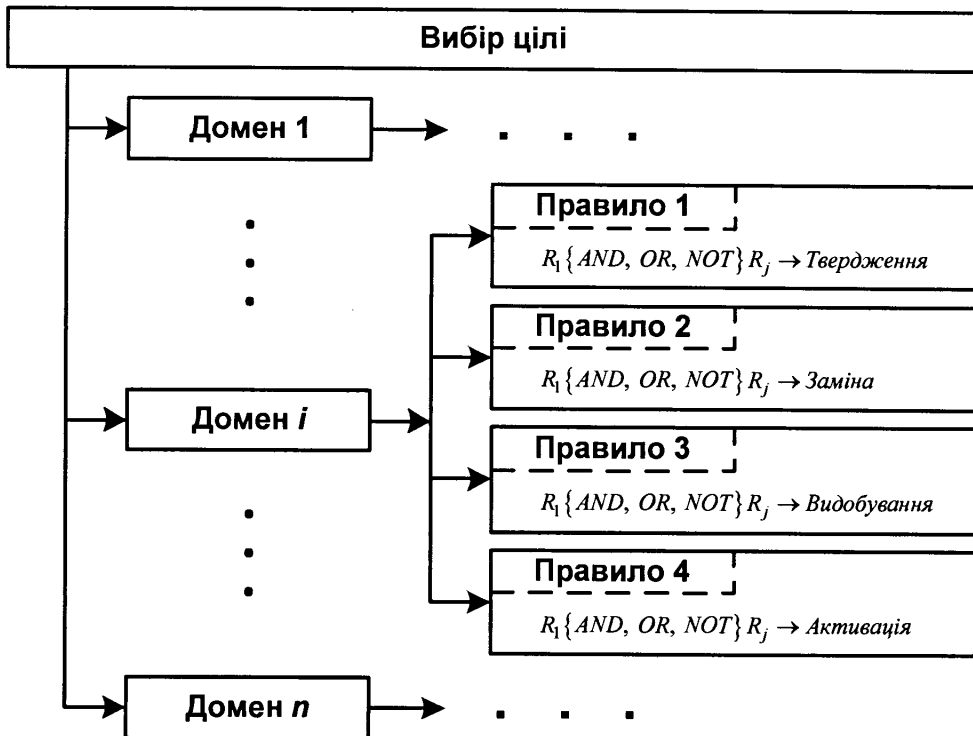 Вибір цілі
Домен 1
. . .
Правило 1
R₁{AND, OR, NOT}Rⱼ → Твердження
Правило 2
R₁{AND, OR, NOT}Rⱼ → Заміна
Домен i
Правило 3
R₁{AND, OR, NOT}Rⱼ → Видобування
Правило 4
R₁{AND, OR, NOT}Rⱼ → Активація
Домен n
. . .